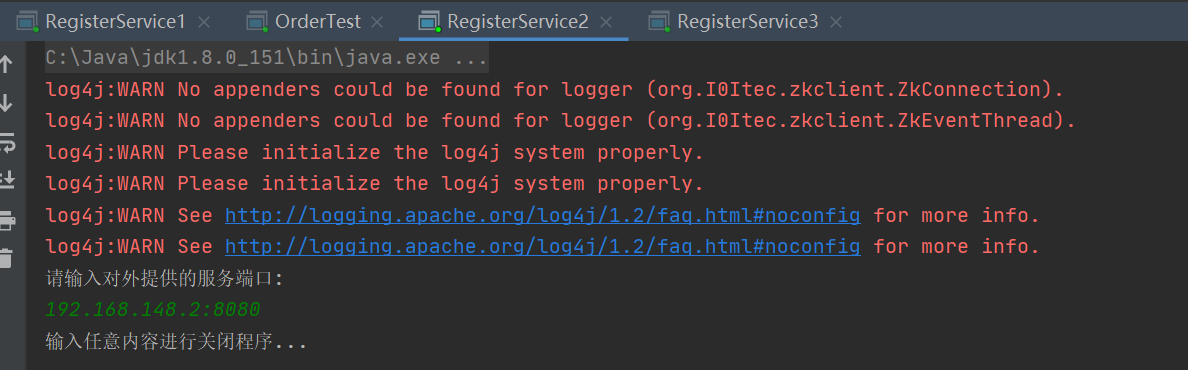 RegisterService1 OrderTest RegisterService2 RegisterService3
C:\Java\jdk1.8.0_151\bin\java.exe ...
log4j:WARN No appenders could be found for logger (org.I0Itec.zkclient.ZkConnection).
log4j:WARN No appenders could be found for logger (org.I0Itec.zkclient.ZkEventThread).
log4j:WARN Please initialize the log4j system properly.
log4j:WARN Please initialize the log4j system properly.
log4j:WARN See http://logging.apache.org/log4j/1.2/faq.html#noconfig for more info.
log4j:WARN See http://logging.apache.org/log4j/1.2/faq.html#noconfig for more info.
请输入对外提供的服务端口:
192.168.148.2:8080
输入任意内容进行关闭程序...